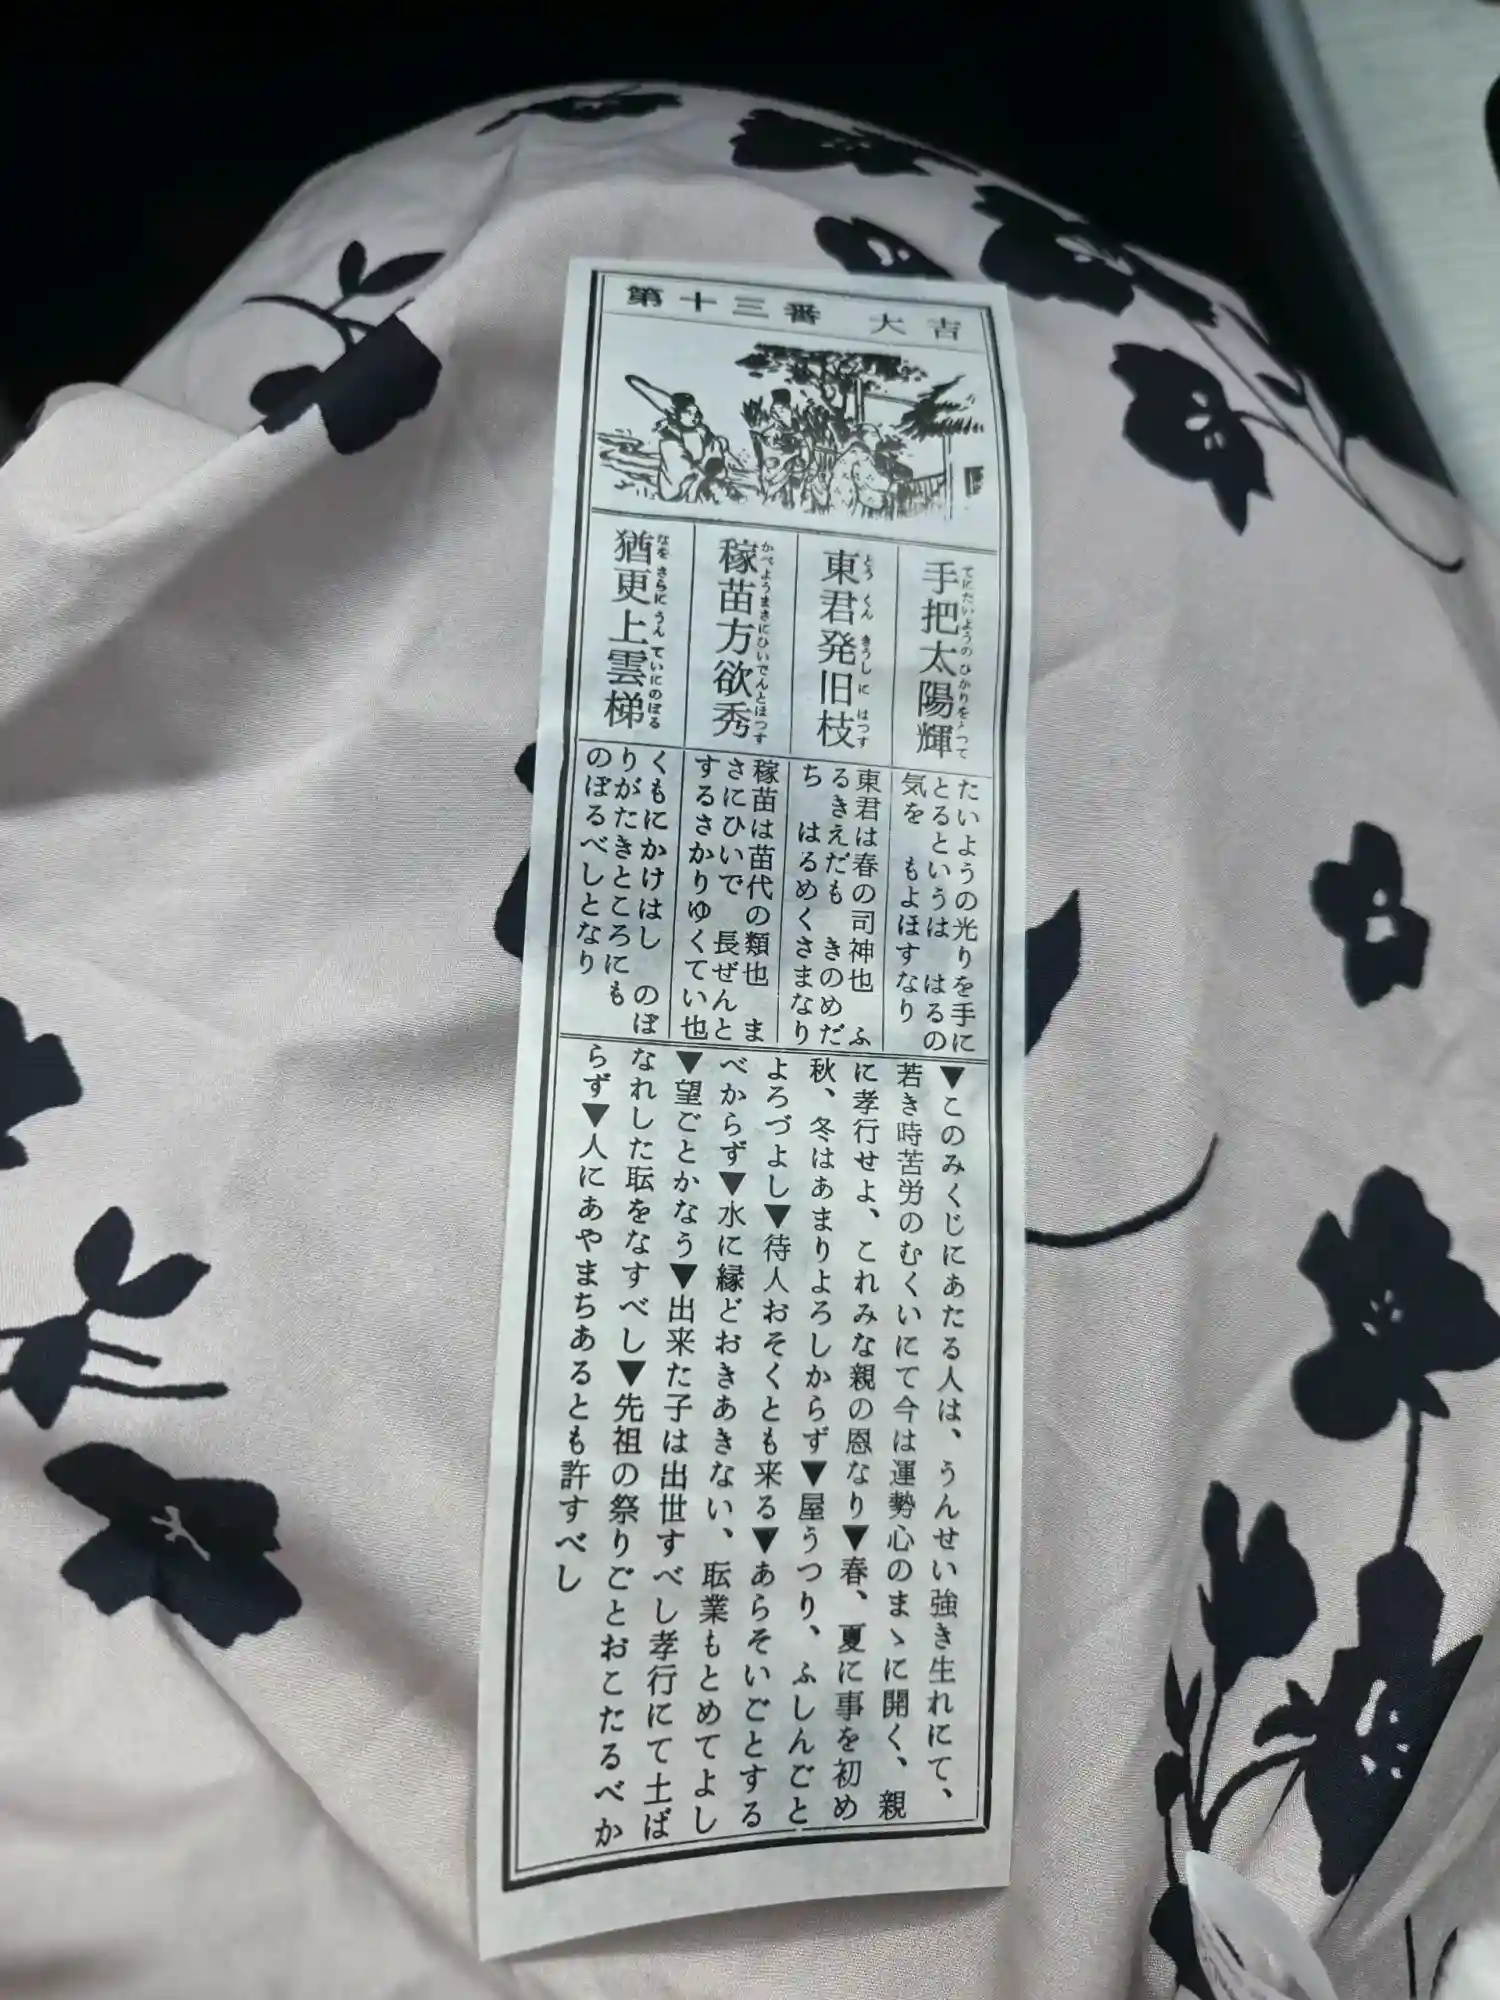 第十三番 大吉
手把太陽輝
てにたいようの ひかりをとつて
東君発旧枝
とう くん きうし に はつす
稼苗方欲秀
かべようまさにひいでんとほつす
猶更上雲梯
なを さらに うん ていにのぼる
たいようの光りを手に
とるというは はるの
気を もよほすなり
東君は春の司神也 ふ
るきえだも きのめだ
ち はるめくさまなり
稼苗は苗代の類也 ま
さにひいで 長ぜんと
するさかりゆくてい也
くもにかけはし のぼ
りがたきところにも
のぼるべしとなり
▼このみくじにあたる人は、うんせい強き生れにて、
若き時苦労のむくいにて今は運勢心のまゝに開く、親
に孝行せよ、これみな親の恩なり▼春、夏に事を初め
秋、冬はあまりよろしからず▼屋うつり、ふしんごと
よろづよし▼待人おそくとも来る▼あらそいごとする
べからず▼水に縁どおきあきない、転業もとめてよし
▼望ごとかなう▼出来た子は出世すべし孝行にて土ば
なれした転をなすべし▼先祖の祭りごとおこたるべか
らず▼人にあやまちあるとも許すべし